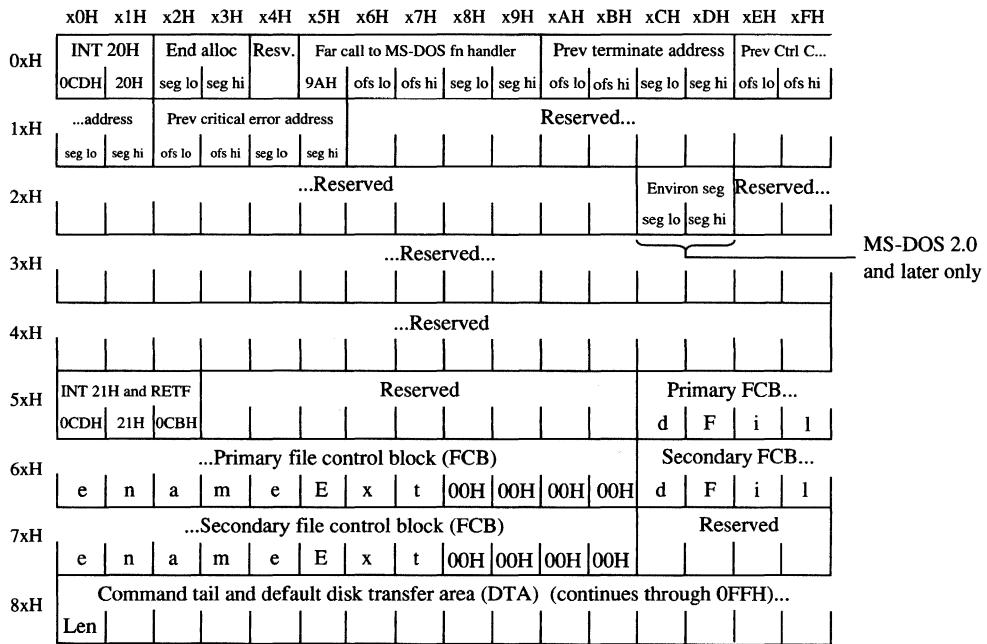 x0H x1H x2H x3H x4H x5H x6H x7H x8H x9H xAH xBH xCH xDH xEH xFH
0xH INT 20H End alloc Resv. Far call to MS-DOS fn handler Prev terminate address Prev Ctrl C...
0CDH 20H seg lo seg hi 9AH ofs lo ofs hi seg lo seg hi ofs lo ofs hi seg lo seg hi ofs lo ofs hi
1xH ...address Prev critical error address Reserved...
seg lo seg hi ofs lo ofs hi seg lo seg hi
2xH ...Reserved Environ seg Reserved...
seg lo seg hi
MS-DOS 2.0
and later only
3xH ...Reserved...
4xH ...Reserved
5xH INT 21H and RETF Reserved Primary FCB...
0CDH 21H 0CBH d F i l
6xH ...Primary file control block (FCB) Secondary FCB...
e n a m e E x t 00H 00H 00H 00H d F i l
7xH ...Secondary file control block (FCB) Reserved
e n a m e E x t 00H 00H 00H 00H
8xH Command tail and default disk transfer area (DTA) (continues through 0FFH)...
Len